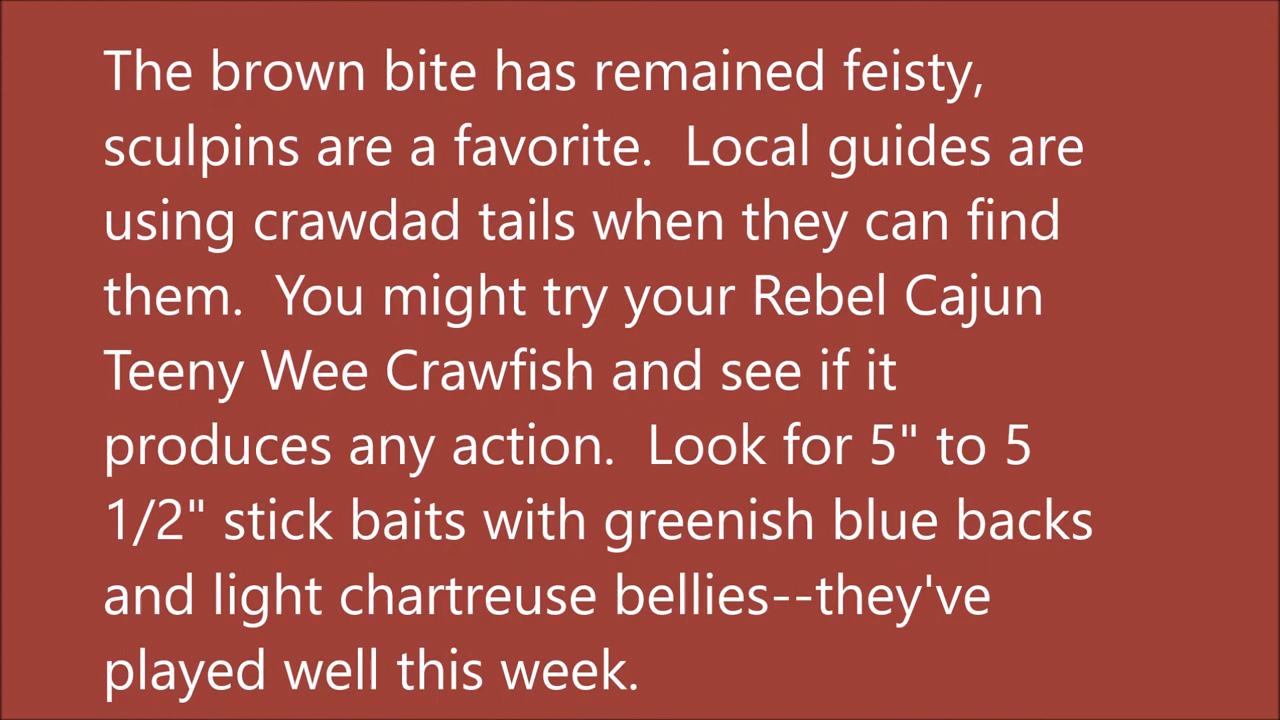 The brown bite has remained feisty,
sculpins are a favorite.  Local guides are
using crawdad tails when they can find
them.  You might try your Rebel Cajun
Teeny Wee Crawfish and see if it
produces any action.  Look for 5" to 5
1/2" stick baits with greenish blue backs
and light chartreuse bellies--they've
played well this week.